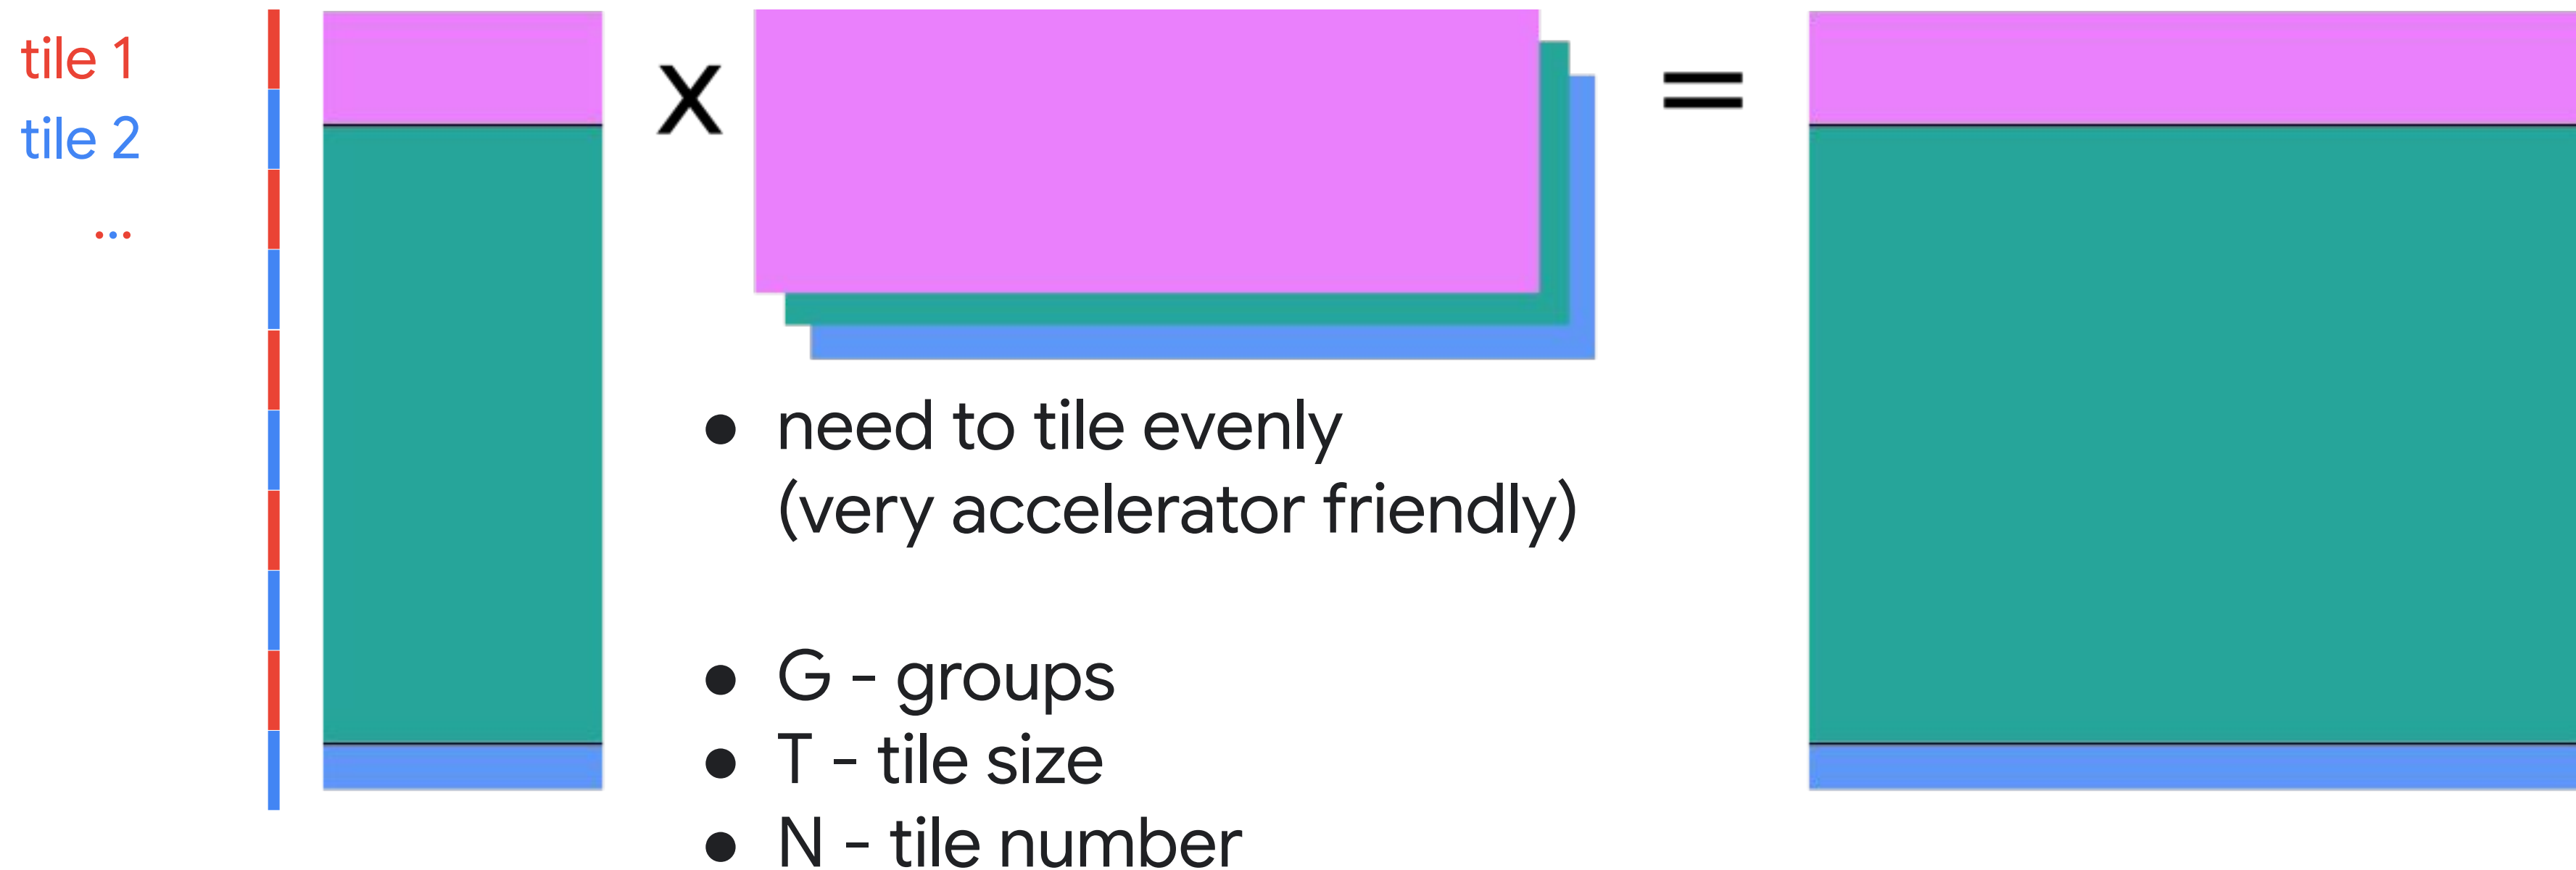 tile 1
tile 2
...
x
=
● need to tile evenly
(very accelerator friendly)
● G - groups
● T - tile size
● N - tile number